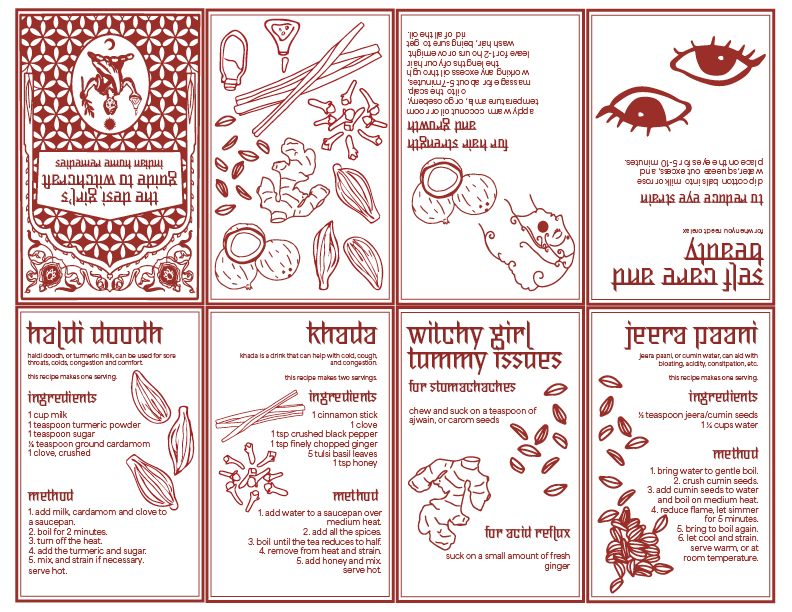 the desi girl's
guide to witchcraft
indian home remedies
for hair strength
and growth
apply warm coconut oil or room
temperature amla, or gooseberry,
oil to the scalp.
massage for about 5-7 minutes,
working any excess oil through
the lengths of your hair
leave for 1-2 hours or overnight.
wash hair, being sure to get
rid of all the oil.
self care and
beauty
for when you need to relax
to reduce eye strain
dip cotton balls into milk or rose
water, squeeze out excess, and
place on the eyes for 5-10 minutes.
haldi doodh
haldi doodh, or turmeric milk, can be used for sore
throats, colds, congestion and comfort.
this recipe makes one serving.
ingredients
1 cup milk
1 teaspoon turmeric powder
1 teaspoon sugar
½ teaspoon ground cardamom
1 clove, crushed
method
1. add milk, cardamom and clove to
a saucepan.
2. boil for 2 minutes.
3. turn off the heat.
4. add the turmeric and sugar.
5. mix, and strain if necessary.
serve hot.
khada
khada is a drink that can help with cold, cough,
and congestion.
this recipe makes two servings.
ingredients
1 cinnamon stick
1 clove
1 tsp crushed black pepper
1 tsp finely chopped ginger
5 tulsi basil leaves
1 tsp honey
method
1. add water to a saucepan over
medium heat.
2. add all the spices.
3. boil until the tea reduces to half.
4. remove from heat and strain.
5. add honey and mix.
serve hot.
witchy girl
tummy issues
for stomachaches
chew and suck on a teaspoon of
ajwain, or carom seeds
for acid reflux
suck on a small amount of fresh
ginger
jeera paani
jeera paani, or cumin water, can aid with
bloating, acidity, constipation, etc.
this recipe makes one serving.
ingredients
½ teaspoon jeera/cumin seeds
1 ¼ cups water
method
1. bring water to gentle boil.
2. crush cumin seeds.
3. add cumin seeds to water
and boil on medium heat.
4. reduce flame, let simmer
for 5 minutes.
5. bring to boil again.
6. let cool and strain.
serve warm, or at
room temperature.